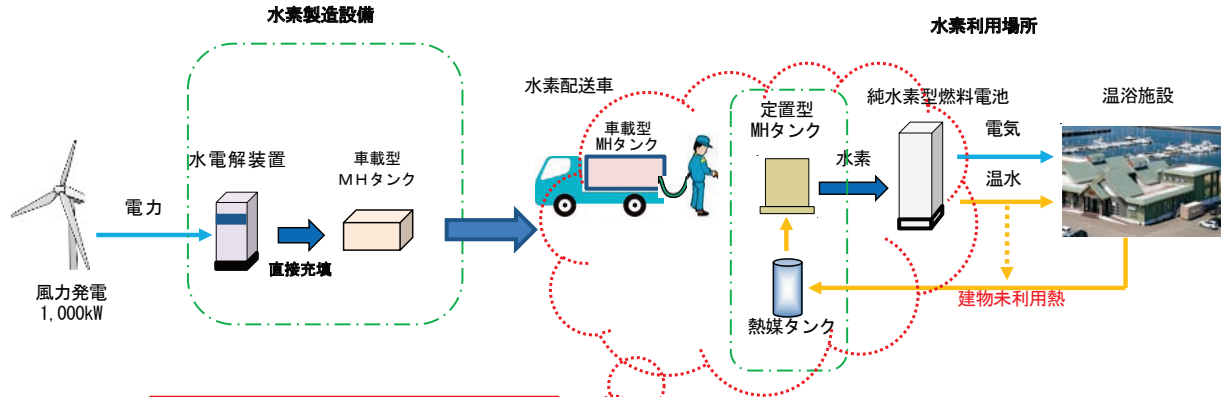 水素製造設備
水素利用場所
水素配送車
定置型
MHタンク
純水素型燃料電池
温浴施設
水電解装置
車載型
ＭＨタンク
車載型
MHタンク
電力
直接充填
水素
電気
温水
風力発電
1,000kW
熱媒タンク
建物未利用熱